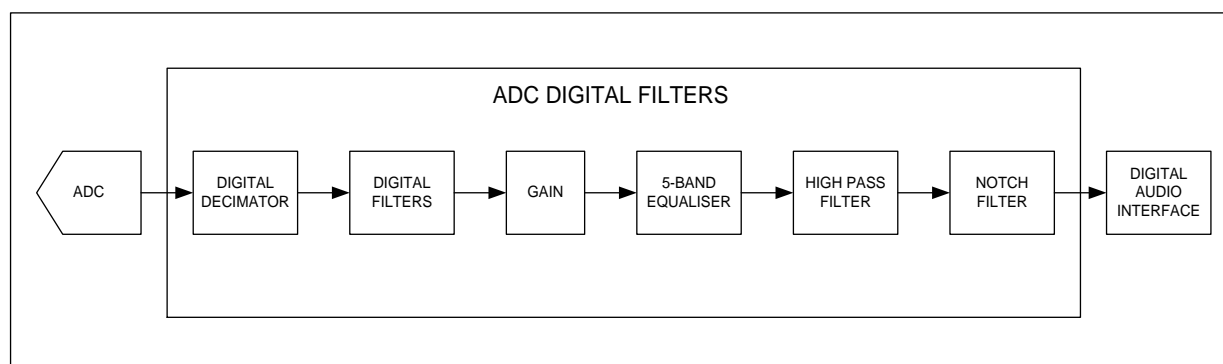 ADC DIGITAL FILTERS
ADC
DIGITAL
DECIMATOR
DIGITAL
FILTERS
GAIN
5-BAND
EQUALISER
HIGH PASS
FILTER
NOTCH
FILTER
DIGITAL
AUDIO
INTERFACE